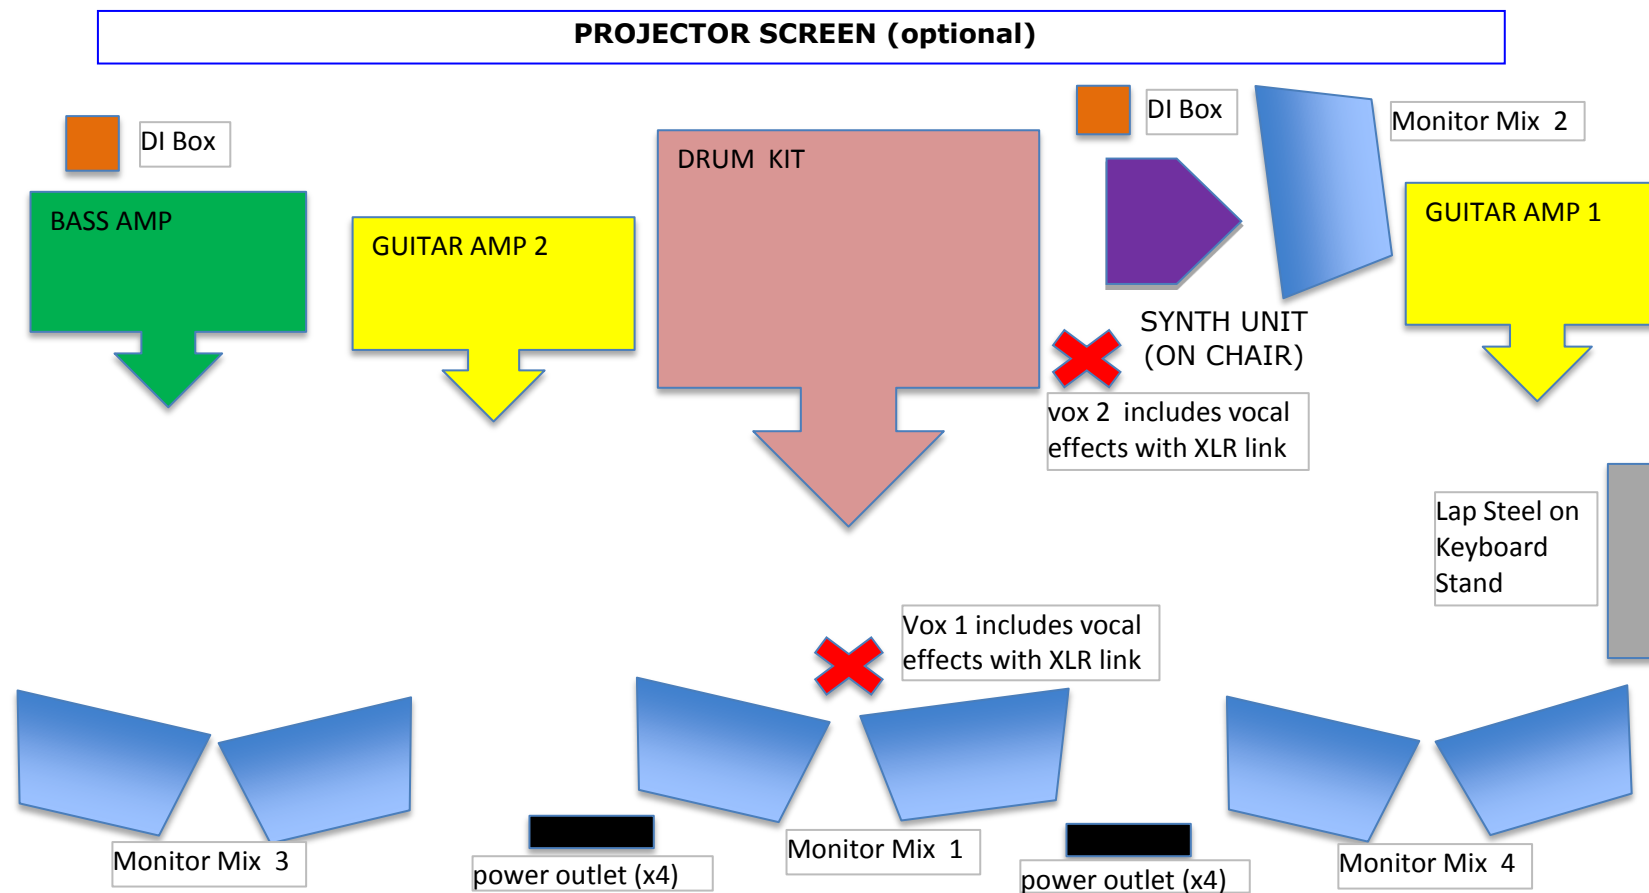 PROJECTOR SCREEN (optional)
DI Box
DI Box
Monitor Mix  2
BASS AMP
GUITAR AMP 2
DRUM  KIT
GUITAR AMP 1
SYNTH UNIT
(ON CHAIR)
vox 2  includes vocal
effects with XLR link
Lap Steel on
Keyboard
Stand
Vox 1 includes vocal
effects with XLR link
Monitor Mix  3
power outlet (x4)
Monitor Mix  1
power outlet (x4)
Monitor Mix  4